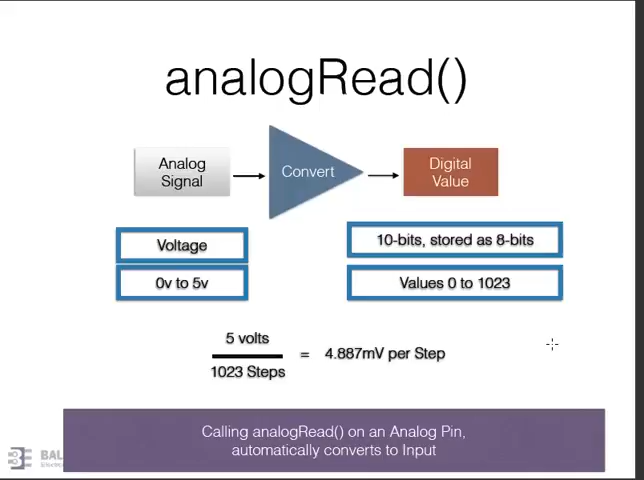 analogRead()
Analog
Signal
Convert
Digital
Value
Voltage
10-bits, stored as 8-bits
0v to 5v
Values 0 to 1023
5 volts
1023 Steps
= 4.887mV per Step
Calling analogRead() on an Analog Pin,
automatically converts to Input
BAL